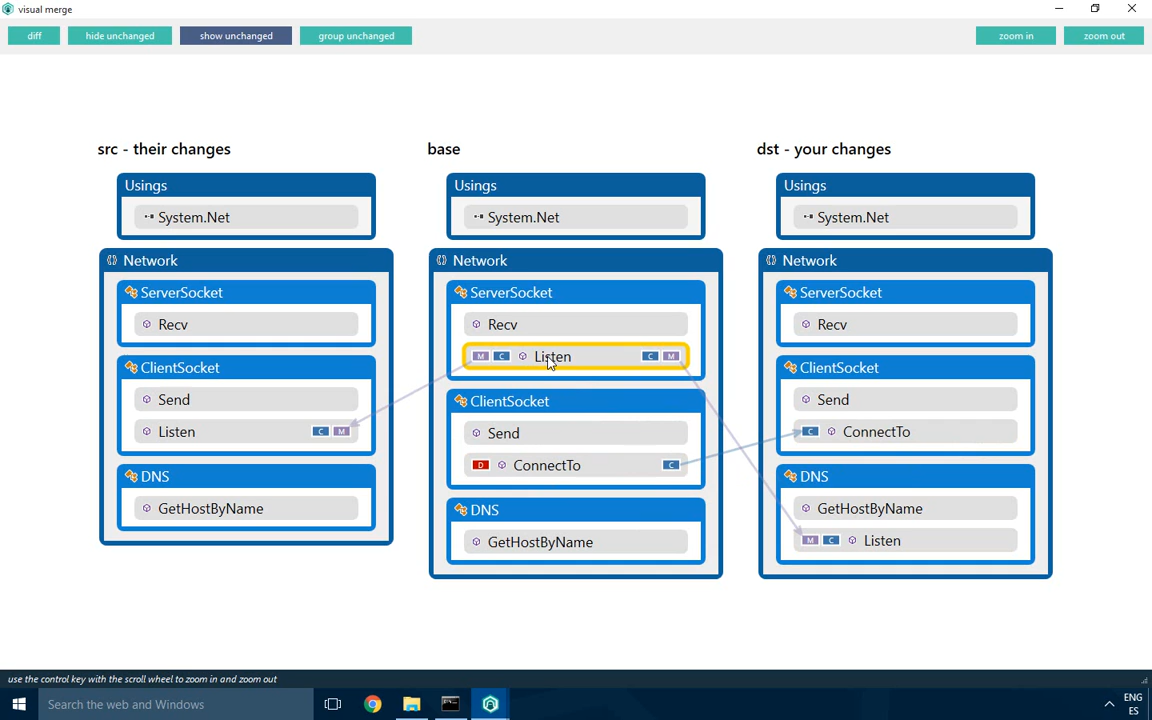 visual merge
diff
hide unchanged
show unchanged
group unchanged
zoom in
zoom out
src - their changes
Usings
System.Net
Network
ServerSocket
Recv
ClientSocket
Send
Listen
C M
DNS
GetHostByName
base
Usings
System.Net
Network
ServerSocket
Recv
M C Listen C M
ClientSocket
Send
D ConnectTo C
DNS
GetHostByName
dst - your changes
Usings
System.Net
Network
ServerSocket
Recv
ClientSocket
Send
C ConnectTo
DNS
GetHostByName
M C Listen
use the control key with the scroll wheel to zoom in and zoom out
Search the web and Windows
ENG
ES